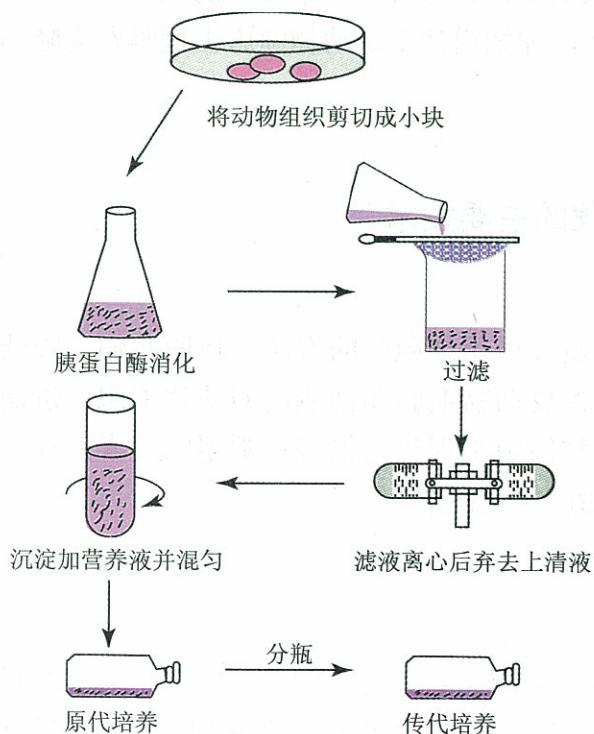 将动物组织剪切成小块
胰蛋白酶消化
过滤
沉淀加营养液并混匀
滤液离心后弃去上清液
原代培养
分瓶
传代培养